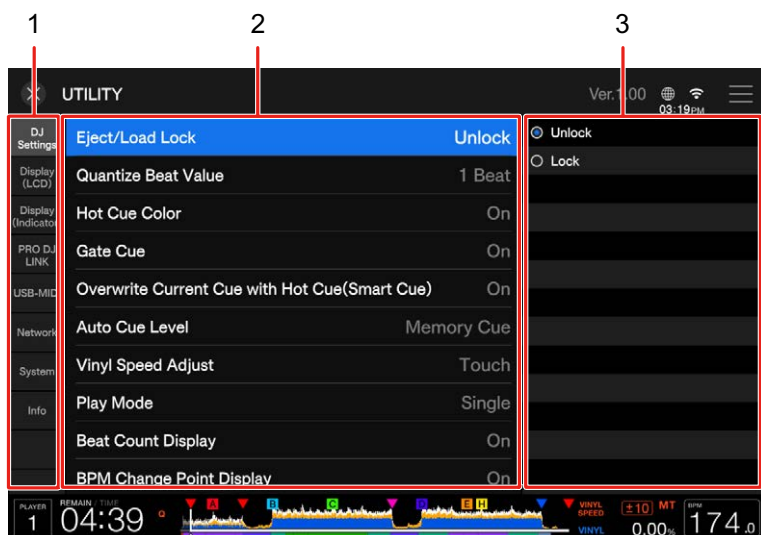 1 2 3
UTILITY Ver.1.00
03:19PM
DJ
Settings
Display
(LCD)
Display
(Indicator
PRO DJ
LINK
USB-MIDI
Network
System
Info
Eject/Load Lock Unlock
Quantize Beat Value 1 Beat
Hot Cue Color On
Gate Cue On
Overwrite Current Cue with Hot Cue(Smart Cue) On
Auto Cue Level Memory Cue
Vinyl Speed Adjust Touch
Play Mode Single
Beat Count Display On
BPM Change Point Display On
Unlock
Lock
PLAYER
1
REMAIN / TIME
04:39 Q
A B C D E H
VINYL
SPEED
VINYL
±10 MT
0.00%
BPM
174.0